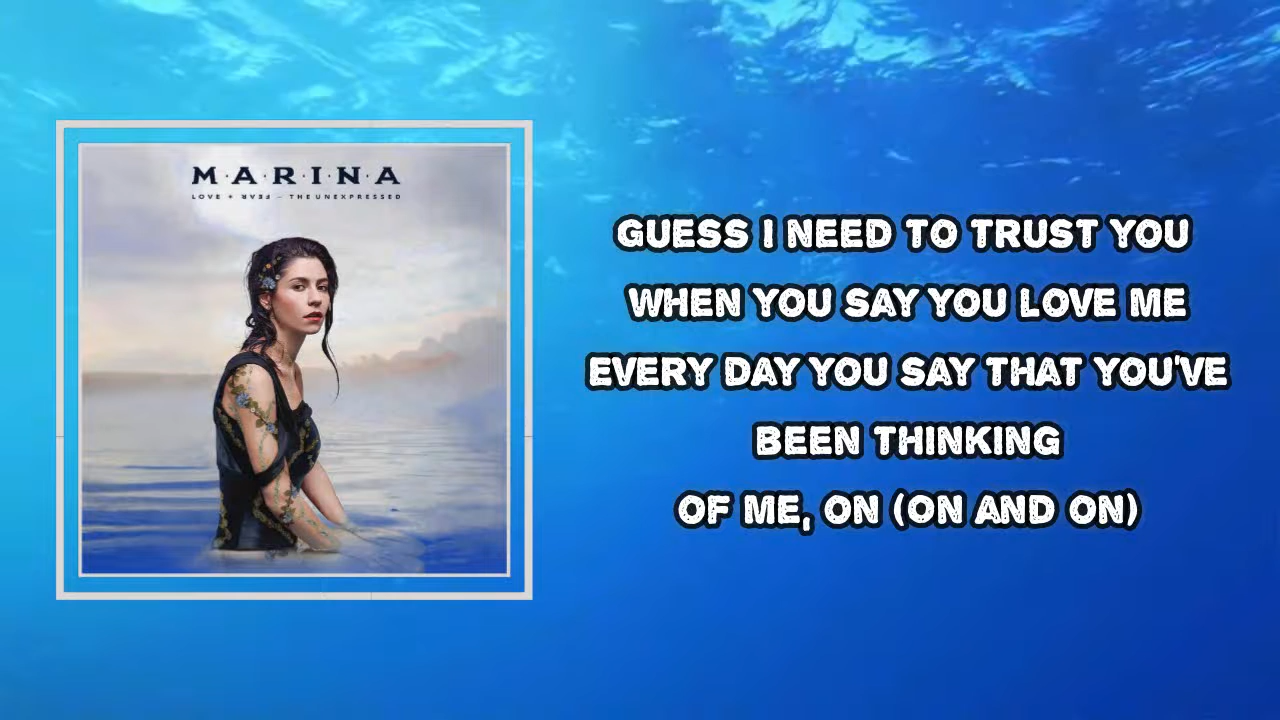 M·A·R·I·N·A
LOVE + FEAR – THE UNEXPRESSED
GUESS I NEED TO TRUST YOU
WHEN YOU SAY YOU LOVE ME
EVERY DAY YOU SAY THAT YOU'VE
BEEN THINKING
OF ME, ON (ON AND ON)